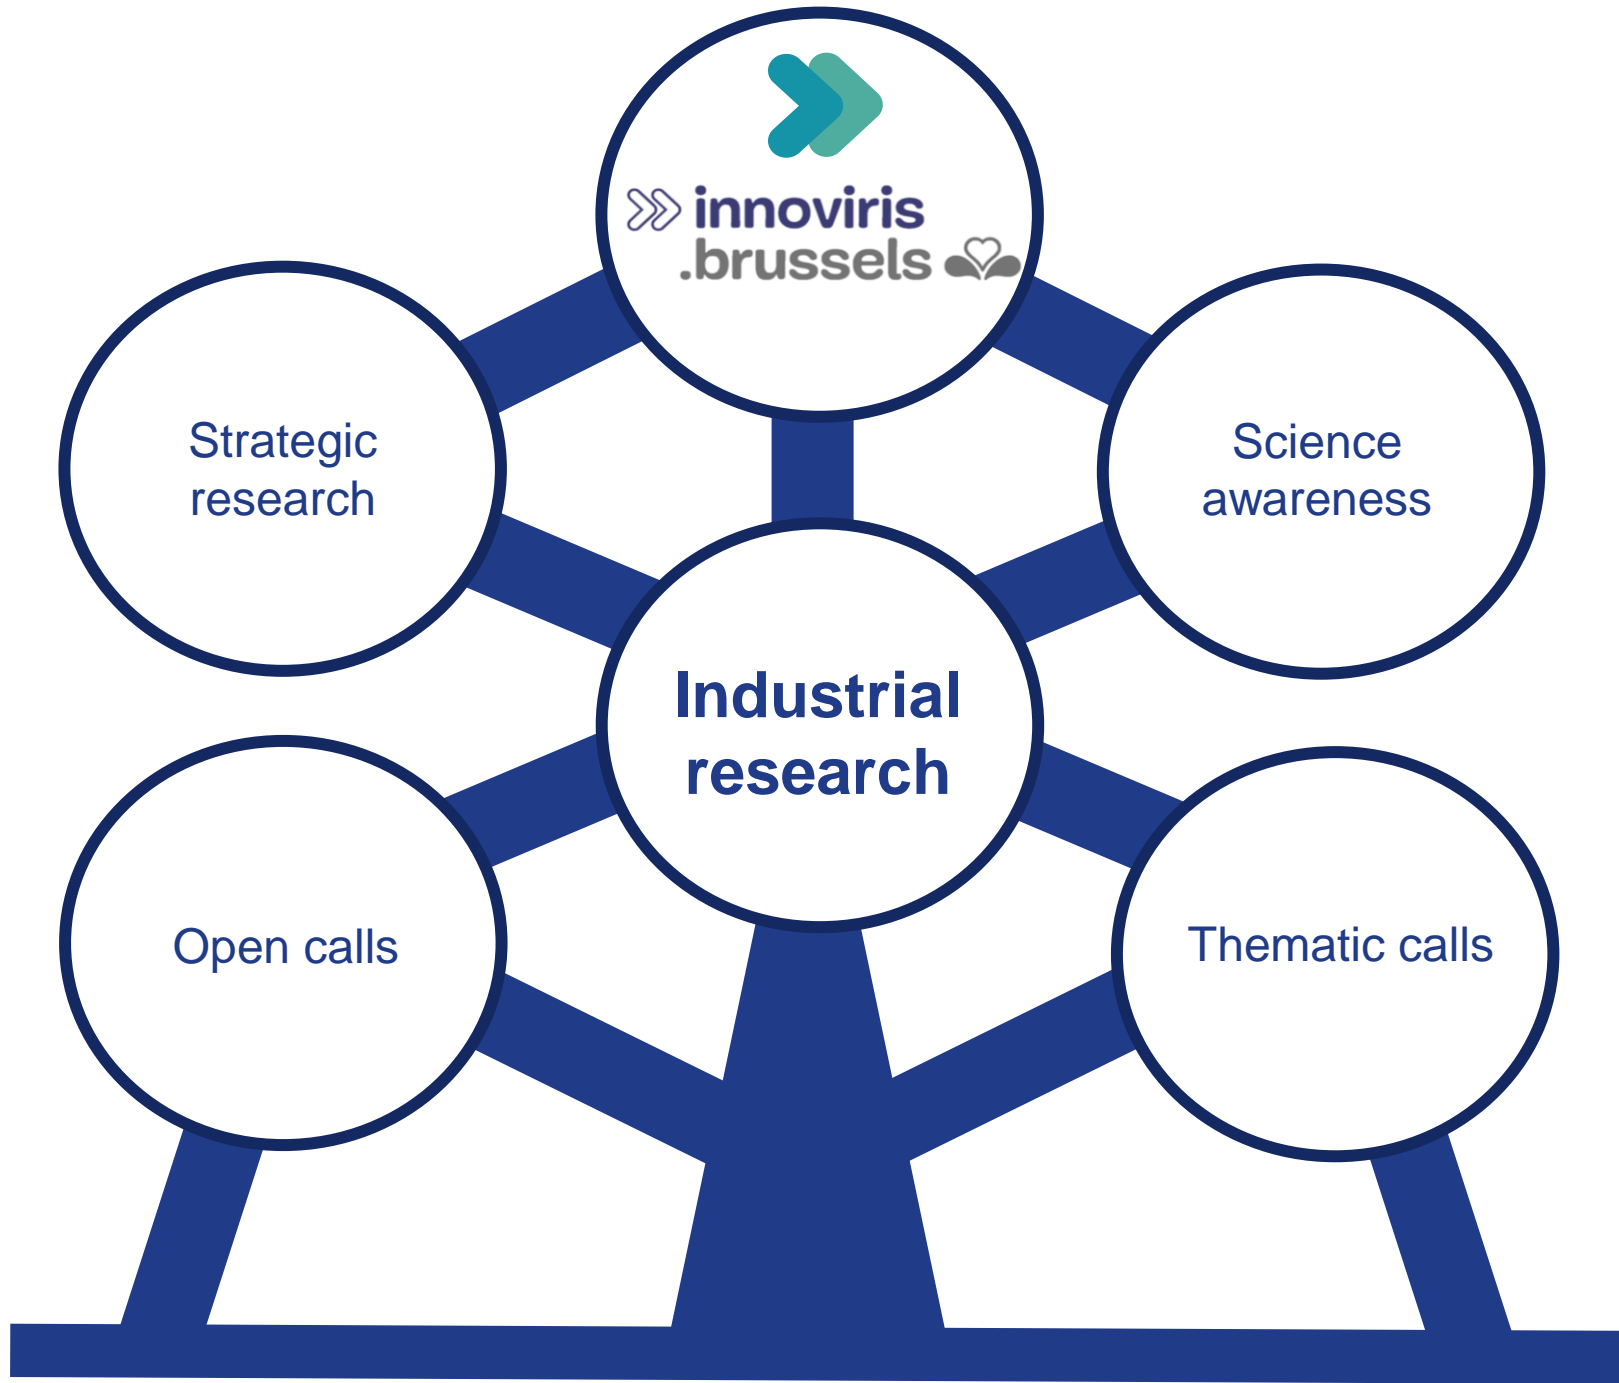 innoviris
.brussels
Strategic
research
Science
awareness
Industrial
research
Open calls
Thematic calls